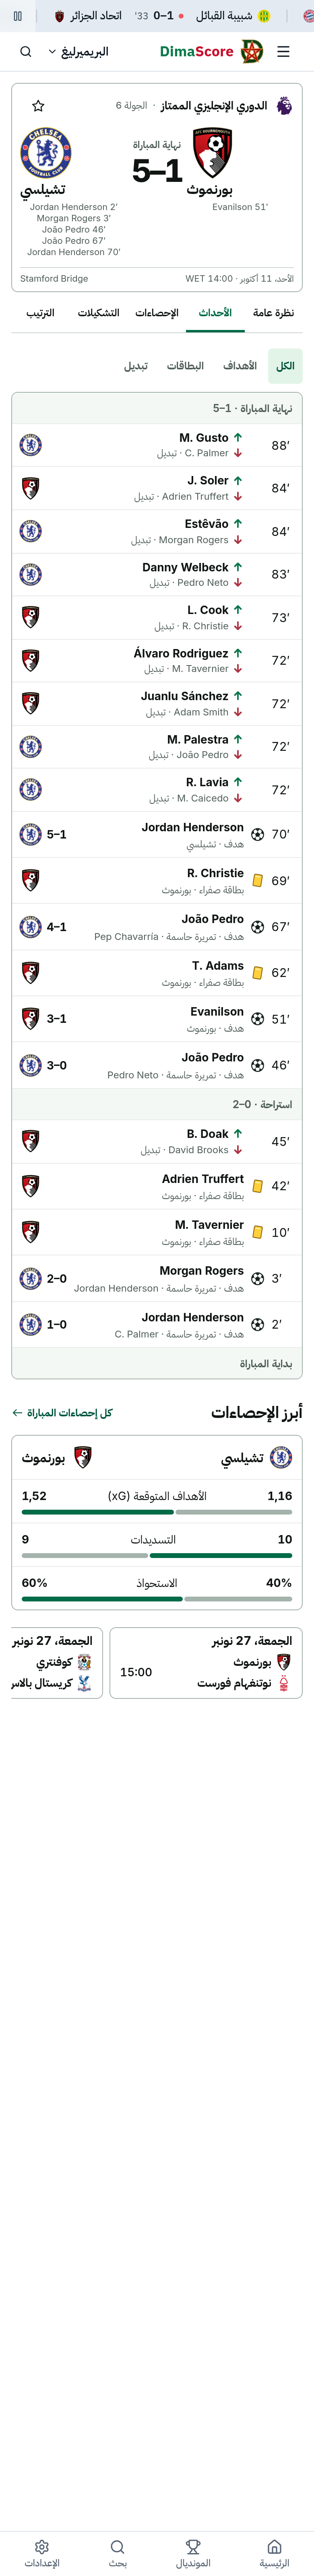 شبيبة القبائل 1–0 33' اتحاد الجزائر
DimaScore
البريميرليغ
الدوري الإنجليزي الممتاز · الجولة 6
نهاية المباراة
بورنموث
5–1
تشيلسي
Evanilson 51'
Jordan Henderson 2'
Morgan Rogers 3'
João Pedro 46'
João Pedro 67'
Jordan Henderson 70'
الأحد، 11 أكتوبر · 14:00 WET
Stamford Bridge
نظرة عامة
الأحداث
الإحصاءات
التشكيلات
الترتيب
الكل
الأهداف
البطاقات
تبديل
نهاية المباراة · 5–1
88'
M. Gusto
تبديل · C. Palmer
84'
J. Soler
تبديل · Adrien Truffert
84'
Estêvão
تبديل · Morgan Rogers
83'
Danny Welbeck
تبديل · Pedro Neto
73'
L. Cook
تبديل · R. Christie
72'
Álvaro Rodriguez
تبديل · M. Tavernier
72'
Juanlu Sánchez
تبديل · Adam Smith
72'
M. Palestra
تبديل · João Pedro
72'
R. Lavia
تبديل · M. Caicedo
70'
Jordan Henderson
هدف · تشيلسي
5–1
69'
R. Christie
بطاقة صفراء · بورنموث
67'
João Pedro
هدف · تمريرة حاسمة · Pep Chavarría
4–1
62'
T. Adams
بطاقة صفراء · بورنموث
51'
Evanilson
هدف · بورنموث
3–1
46'
João Pedro
هدف · تمريرة حاسمة · Pedro Neto
3–0
استراحة · 2–0
45'
B. Doak
تبديل · David Brooks
42'
Adrien Truffert
بطاقة صفراء · بورنموث
10'
M. Tavernier
بطاقة صفراء · بورنموث
3'
Morgan Rogers
هدف · تمريرة حاسمة · Jordan Henderson
2–0
2'
Jordan Henderson
هدف · تمريرة حاسمة · C. Palmer
1–0
بداية المباراة
أبرز الإحصاءات
كل إحصاءات المباراة
تشيلسي
بورنموث
1,16 الأهداف المتوقعة (xG) 1,52
10 التسديدات 9
40% الاستحواذ 60%
الجمعة، 27 نونبر
بورنموث
نوتنغهام فورست
15:00
الجمعة، 27 نونبر
كوفنتري
كريستال بالاس
الرئيسية
المونديال
بحث
الإعدادات